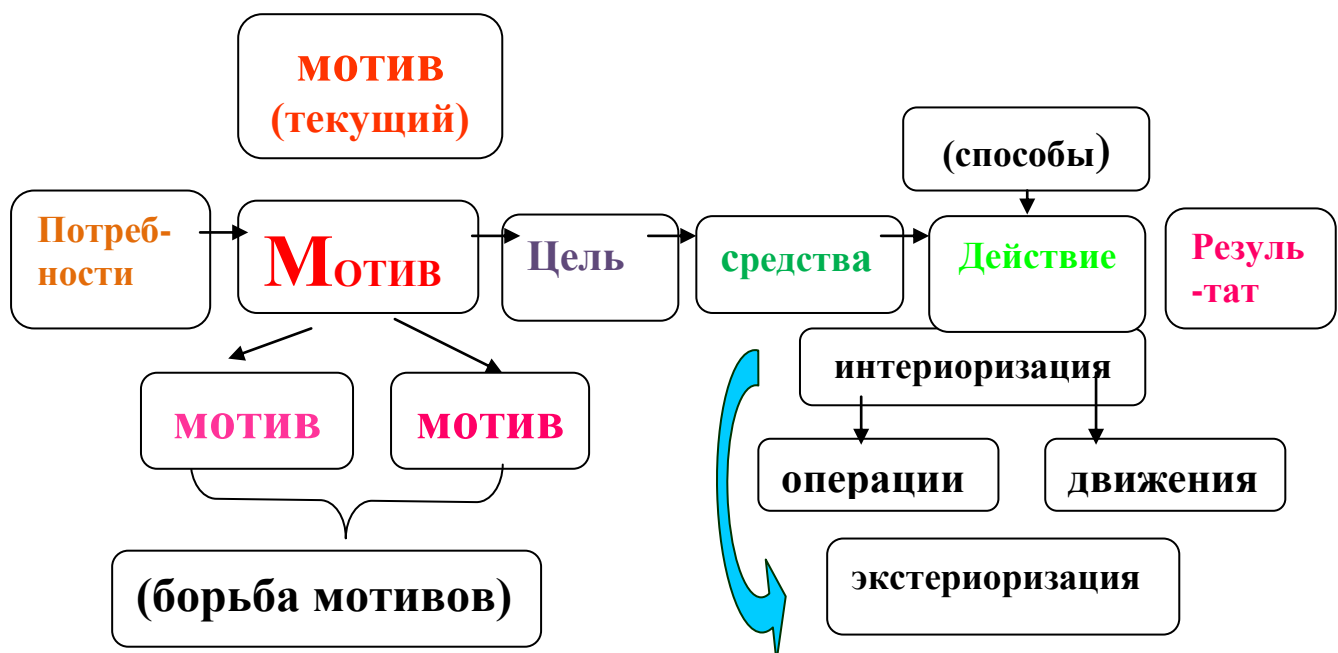 мотив
(текущий)
(способы)
Потреб-
ности
Мотив
Цель
средства
Действие
Резуль
-тат
интериоризация
мотив
мотив
операции
движения
экстериоризация
(борьба мотивов)